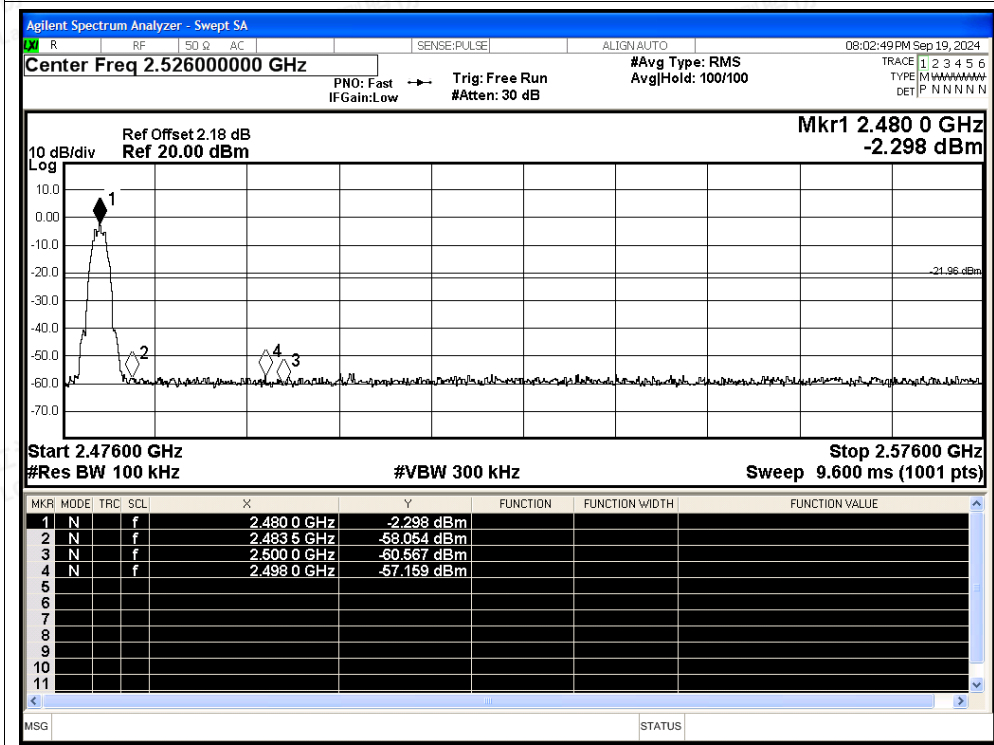 Agilent Spectrum Analyzer - Swept SA
LXI R RF 50 Ω AC SENSE:PULSE ALIGN AUTO 08:02:49 PM Sep 19, 2024
Center Freq 2.526000000 GHz
PNO: Fast
IFGain:Low
Trig: Free Run
#Atten: 30 dB
#Avg Type: RMS
Avg|Hold: 100/100
TRACE 1 2 3 4 5 6
TYPE M
DET P N N N N N
Mkr1 2.480 0 GHz
-2.298 dBm
Ref Offset 2.18 dB
10 dB/div Ref 20.00 dBm
Log
10.0
0.00
-10.0
-20.0
-30.0
-40.0
-50.0
-60.0
-70.0
1
2
4
3
-21.96 dBm
Start 2.47600 GHz Stop 2.57600 GHz
#Res BW 100 kHz #VBW 300 kHz Sweep 9.600 ms (1001 pts)
MKR MODE TRC SCL X Y FUNCTION FUNCTION WIDTH FUNCTION VALUE
1 N f 2.480 0 GHz -2.298 dBm
2 N f 2.483 5 GHz -58.054 dBm
3 N f 2.500 0 GHz -60.567 dBm
4 N f 2.498 0 GHz -57.159 dBm
5
6
7
8
9
10
11
MSG STATUS